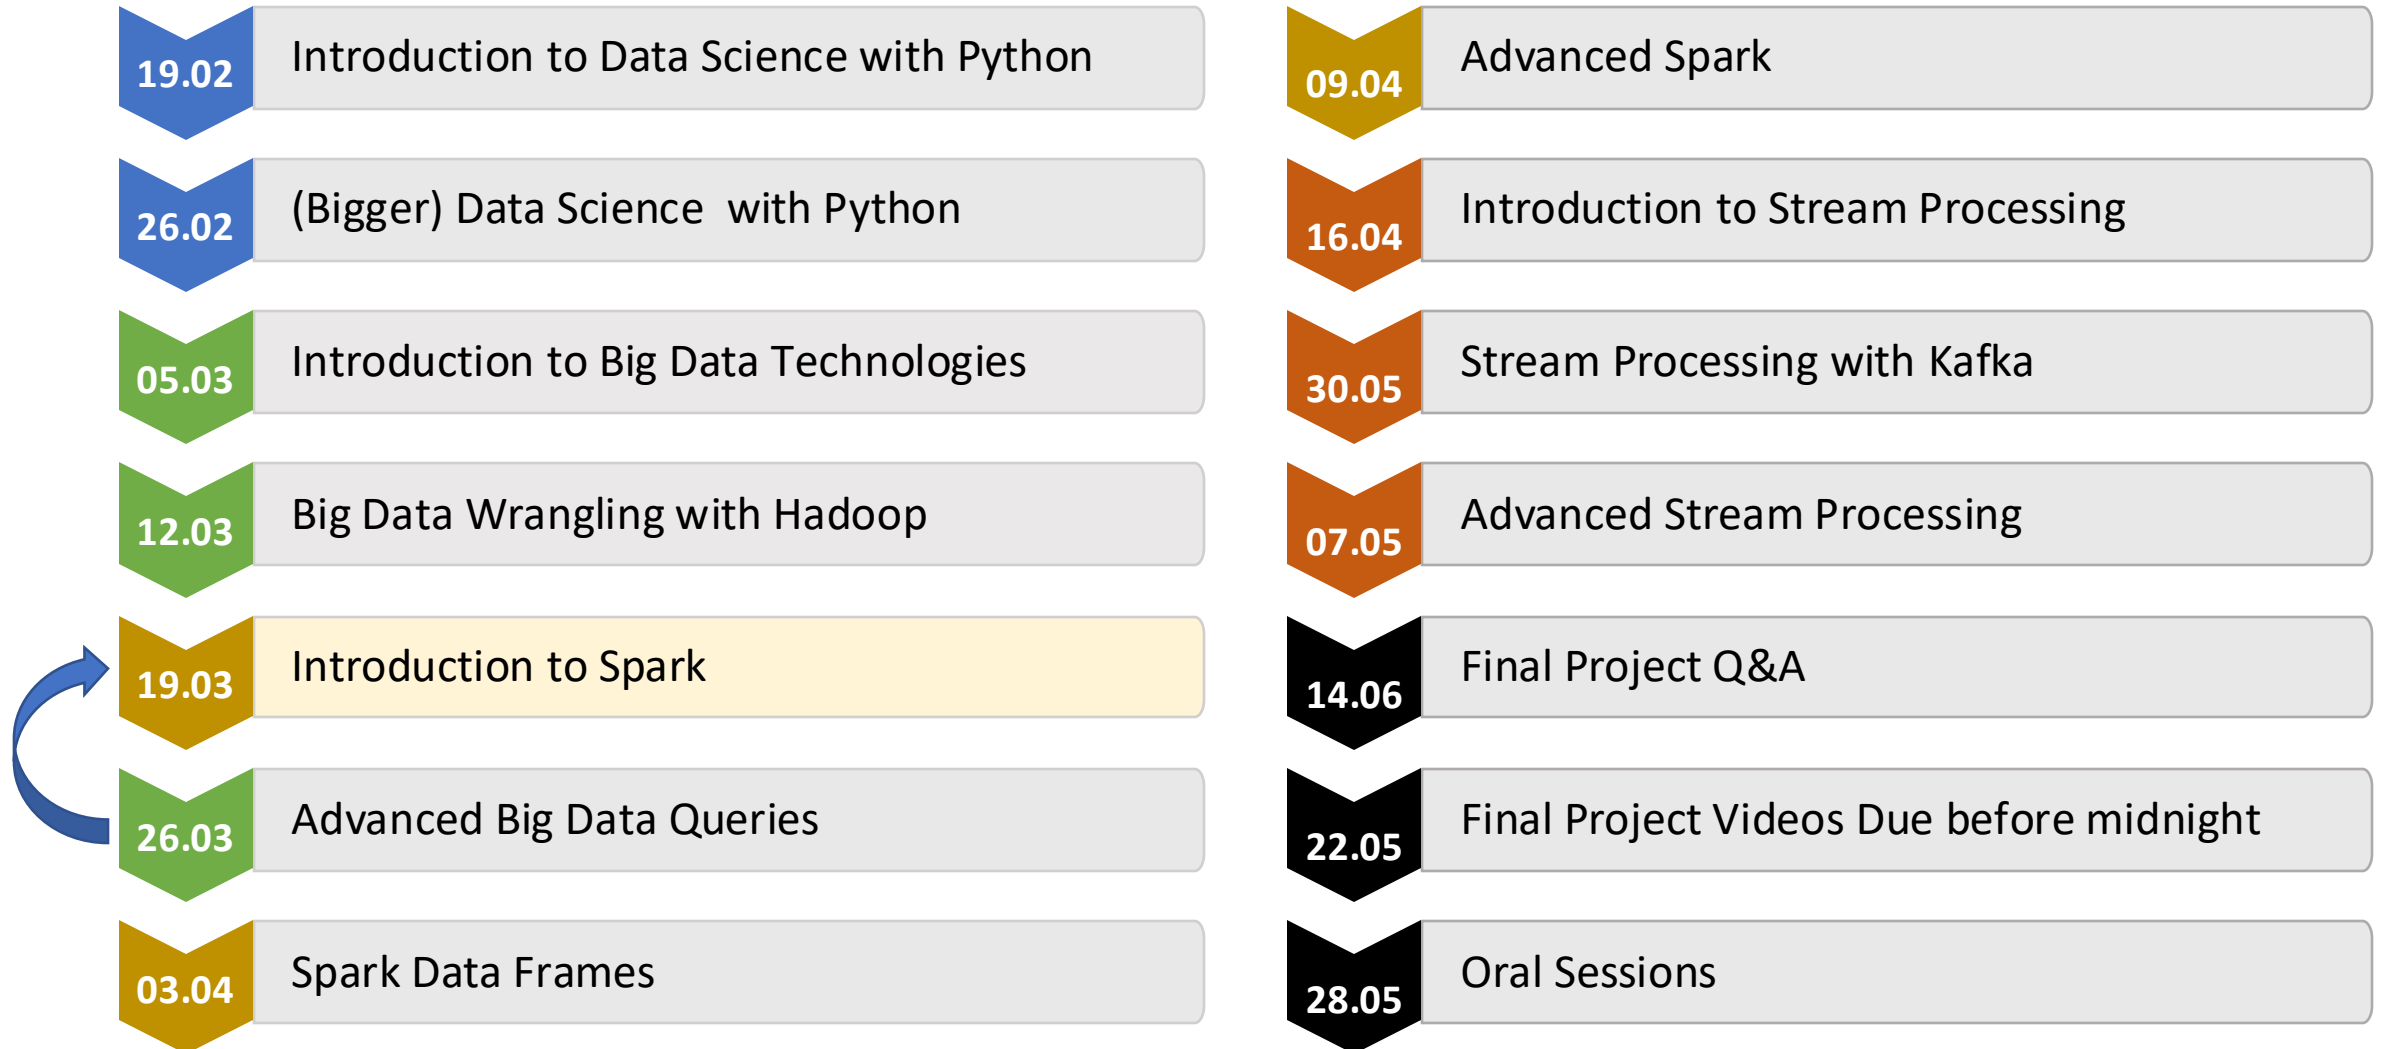 19.02 Introduction to Data Science with Python
26.02 (Bigger) Data Science  with Python
05.03 Introduction to Big Data Technologies
12.03 Big Data Wrangling with Hadoop
19.03 Introduction to Spark
26.03 Advanced Big Data Queries
03.04 Spark Data Frames
09.04 Advanced Spark
16.04 Introduction to Stream Processing
30.05 Stream Processing with Kafka
07.05 Advanced Stream Processing
14.06 Final Project Q&A
22.05 Final Project Videos Due before midnight
28.05 Oral Sessions